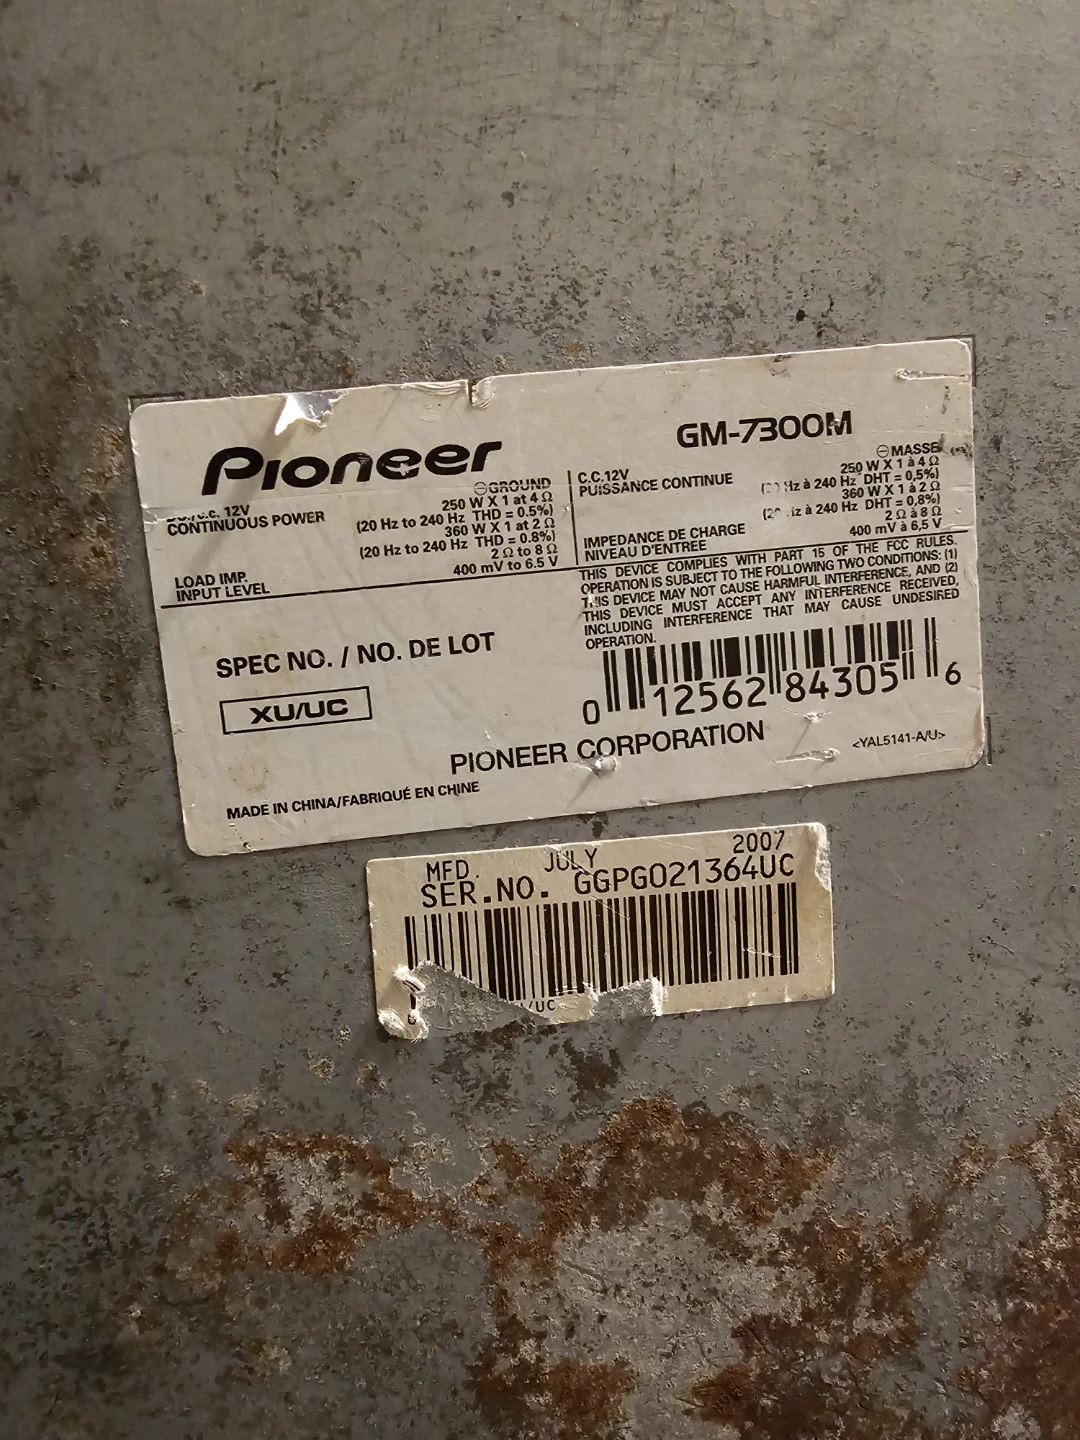 Pioneer
GM-7300M
⊖GROUND
12V
CONTINUOUS POWER
250 W X 1 at 4 Ω
(20 Hz to 240 Hz THD = 0.5%)
360 W X 1 at 2 Ω
(20 Hz to 240 Hz THD = 0.8%)
LOAD IMP.
2 Ω to 8 Ω
INPUT LEVEL
400 mV to 6.5 V
⊖MASSE
C.C.12V
PUISSANCE CONTINUE
250 W X 1 à 4 Ω
Hz à 240 Hz DHT = 0,5%)
360 W X 1 à 2 Ω
à 240 Hz DHT = 0,8%)
IMPEDANCE DE CHARGE
2 Ω à 8 Ω
NIVEAU D'ENTREE
400 mV à 6,5 V
THIS DEVICE COMPLIES WITH PART 15 OF THE FCC RULES.
OPERATION IS SUBJECT TO THE FOLLOWING TWO CONDITIONS: (1)
THIS DEVICE MAY NOT CAUSE HARMFUL INTERFERENCE, AND (2)
THIS DEVICE MUST ACCEPT ANY INTERFERENCE RECEIVED,
INCLUDING INTERFERENCE THAT MAY CAUSE UNDESIRED
OPERATION.
SPEC NO. / NO. DE LOT
XU/UC
0 12562 84305 6
PIONEER CORPORATION
<YAL5141-A/U>
MADE IN CHINA/FABRIQUÉ EN CHINE
MFD. JULY 2007
SER.NO. GGPG021364UC
/UC